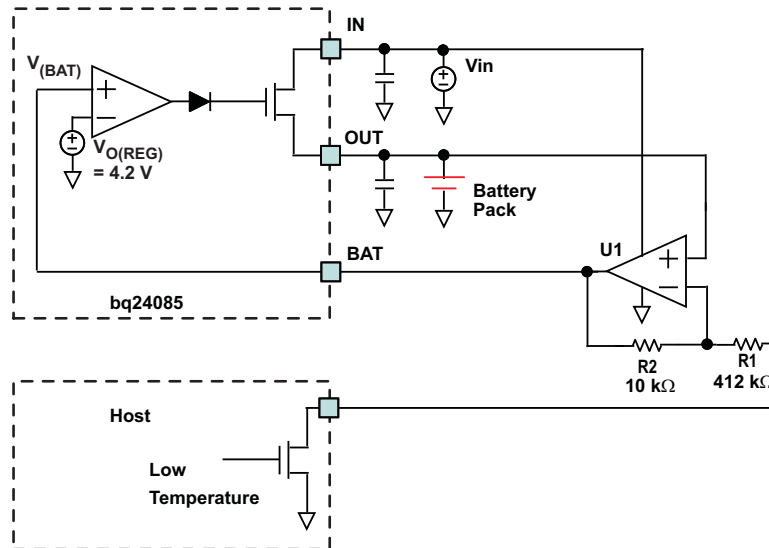 IN
Vin
V(BAT)
+
−
+
−
VO(REG)
= 4.2 V
+
−
OUT
Battery
Pack
BAT
U1
+
−
bq24085
R2
10 kΩ
R1
412 kΩ
Host
Low
Temperature